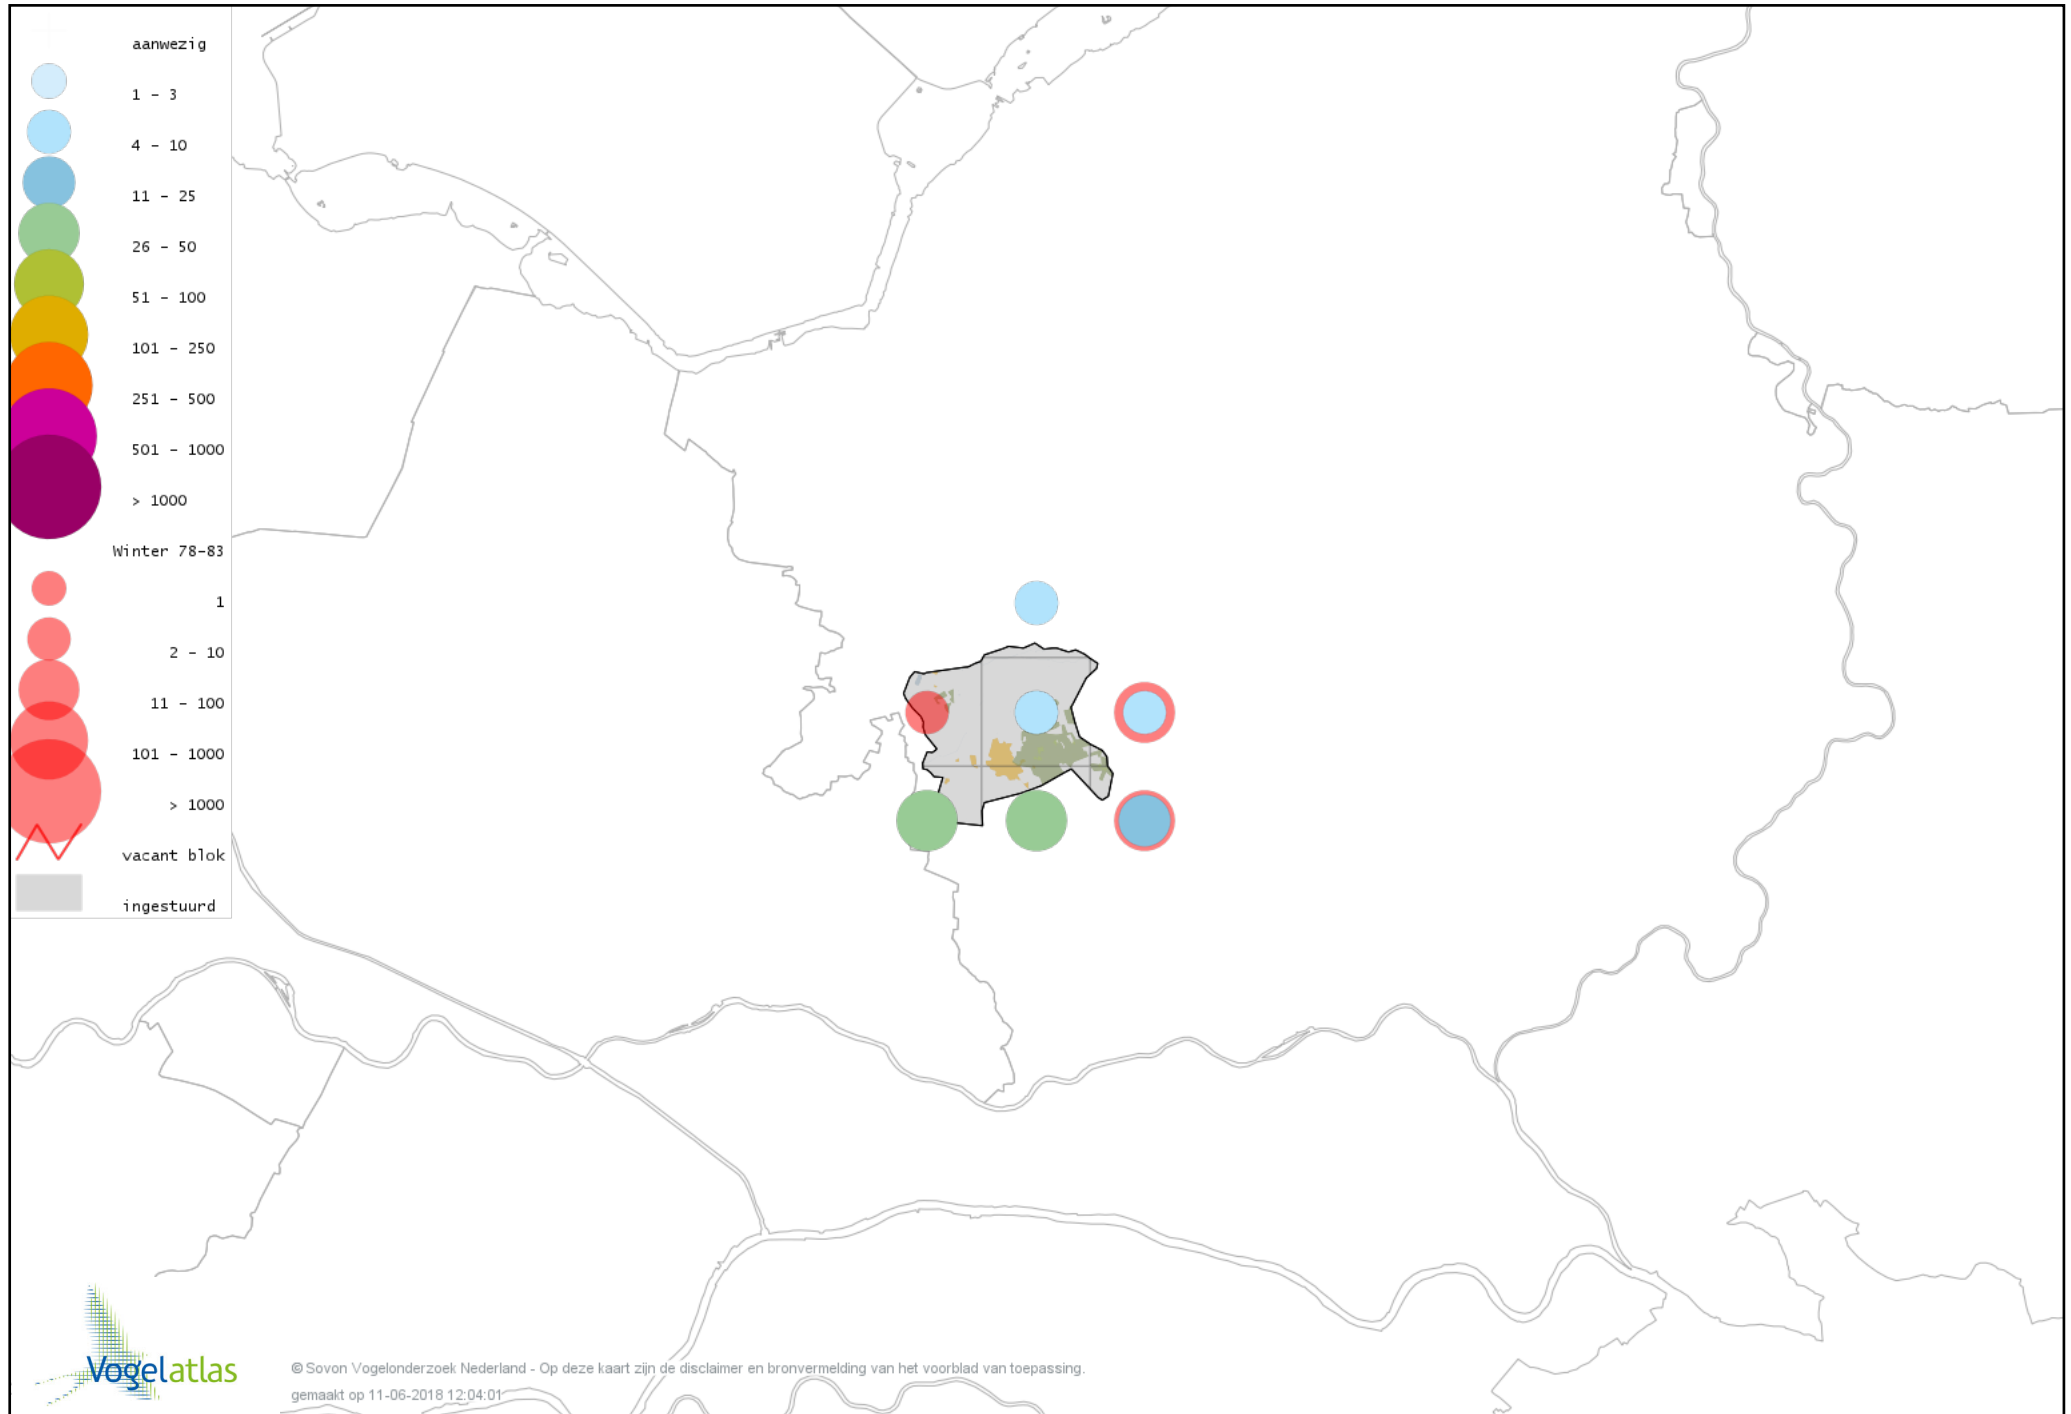 aanwezig
1 - 3
4 - 10
11 - 25
26 - 50
51 - 100
101 - 250
251 - 500
501 - 1000
> 1000
Winter 78-83
1
2 - 10
11 - 100
101 - 1000
> 1000
vacant blok
ingestuurd
Vogelatlas
© Sovon Vogelonderzoek Nederland - Op deze kaart zijn de disclaimer en bronvermelding van het voorblad van toepassing.
gemaakt op 11-06-2018 12:04:01